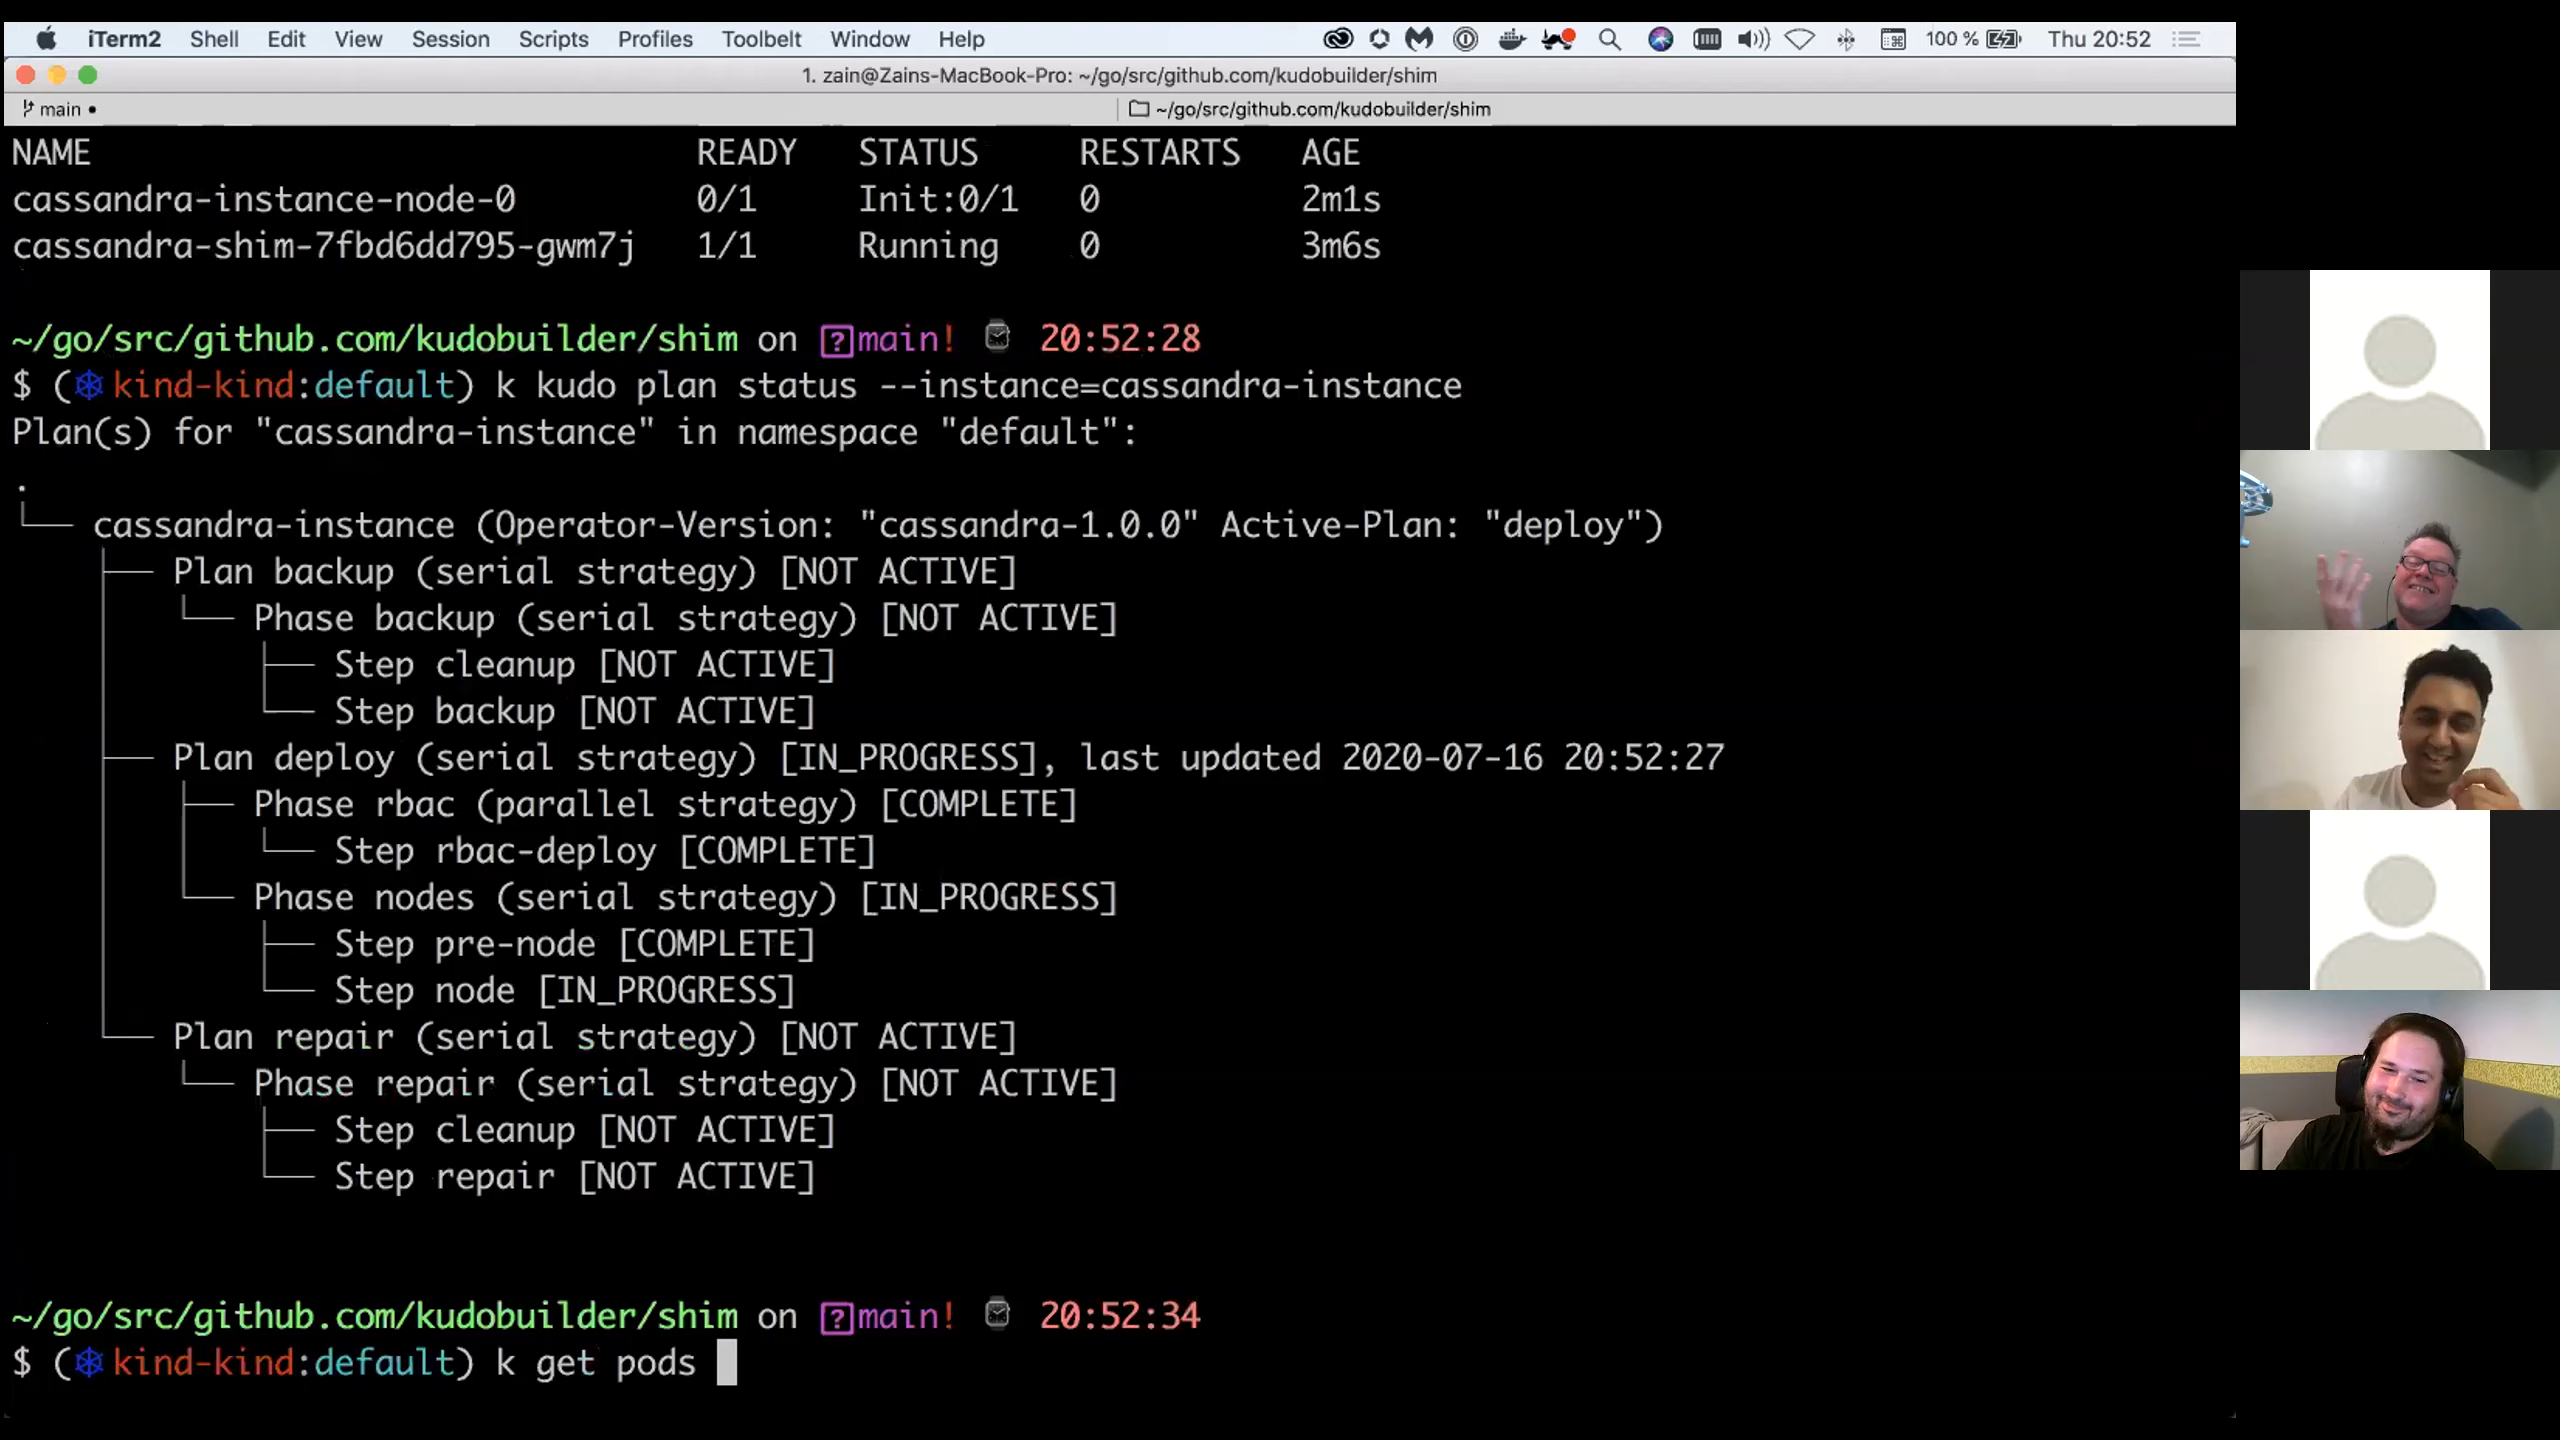 iTerm2 Shell Edit View Session Scripts Profiles Toolbelt Window Help 100 % Thu 20:52
1. zain@Zains-MacBook-Pro: ~/go/src/github.com/kudobuilder/shim
main • ~/go/src/github.com/kudobuilder/shim
NAME READY STATUS RESTARTS AGE
cassandra-instance-node-0 0/1 Init:0/1 0 2m1s
cassandra-shim-7fbd6dd795-gwm7j 1/1 Running 0 3m6s
~/go/src/github.com/kudobuilder/shim on [?]main! ⌚ 20:52:28
$ (⎈ kind-kind:default) k kudo plan status --instance=cassandra-instance
Plan(s) for "cassandra-instance" in namespace "default":
.
└── cassandra-instance (Operator-Version: "cassandra-1.0.0" Active-Plan: "deploy")
├── Plan backup (serial strategy) [NOT ACTIVE]
│ └── Phase backup (serial strategy) [NOT ACTIVE]
│ ├── Step cleanup [NOT ACTIVE]
│ └── Step backup [NOT ACTIVE]
├── Plan deploy (serial strategy) [IN_PROGRESS], last updated 2020-07-16 20:52:27
│ ├── Phase rbac (parallel strategy) [COMPLETE]
│ │ └── Step rbac-deploy [COMPLETE]
│ └── Phase nodes (serial strategy) [IN_PROGRESS]
│ ├── Step pre-node [COMPLETE]
│ └── Step node [IN_PROGRESS]
└── Plan repair (serial strategy) [NOT ACTIVE]
└── Phase repair (serial strategy) [NOT ACTIVE]
├── Step cleanup [NOT ACTIVE]
└── Step repair [NOT ACTIVE]
~/go/src/github.com/kudobuilder/shim on [?]main! ⌚ 20:52:34
$ (⎈ kind-kind:default) k get pods